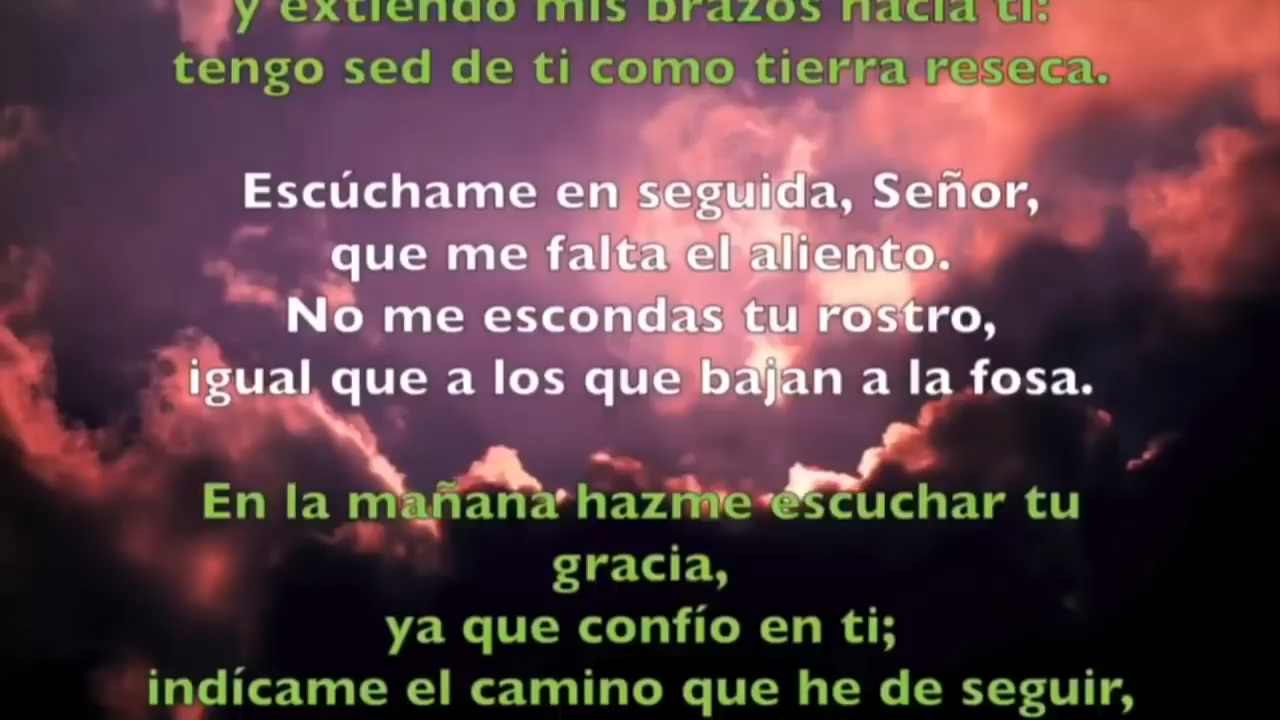 y extiendo mis brazos hacia ti:
tengo sed de ti como tierra reseca.
Escúchame en seguida, Señor,
que me falta el aliento.
No me escondas tu rostro,
igual que a los que bajan a la fosa.
En la mañana hazme escuchar tu
gracia,
ya que confío en ti;
indícame el camino que he de seguir,